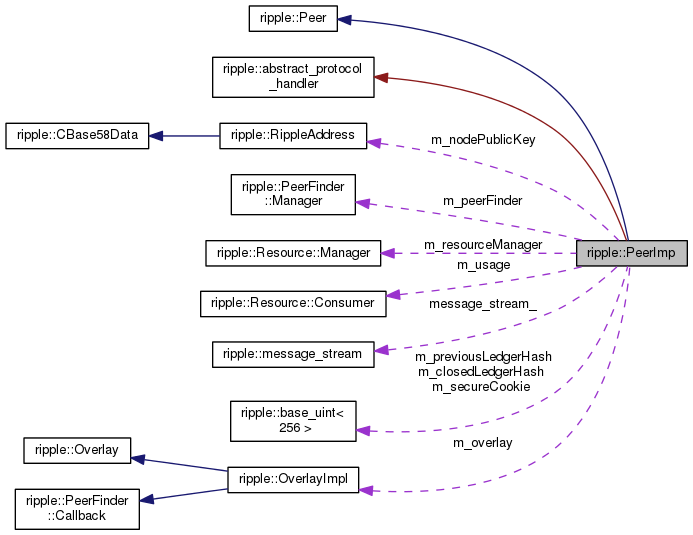 ripple::Peer
ripple::abstract_protocol
_handler
ripple::CBase58Data
ripple::RippleAddress
m_nodePublicKey
ripple::PeerFinder
::Manager
m_peerFinder
ripple::Resource::Manager
m_resourceManager
ripple::PeerImp
m_usage
ripple::Resource::Consumer
message_stream_
ripple::message_stream
m_previousLedgerHash
m_closedLedgerHash
m_secureCookie
ripple::base_uint<
256 >
m_overlay
ripple::Overlay
ripple::OverlayImpl
ripple::PeerFinder
::Callback